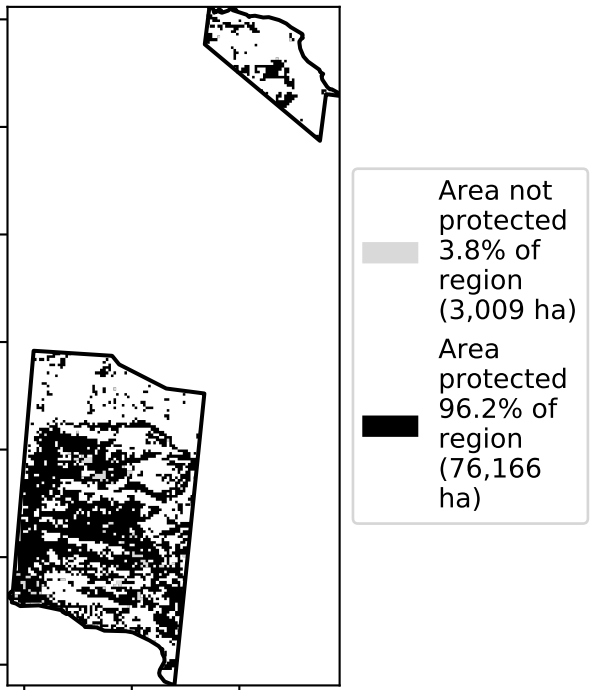 Area not
protected
3.8% of
region
(3,009 ha)
Area
protected
96.2% of
region
(76,166
ha)